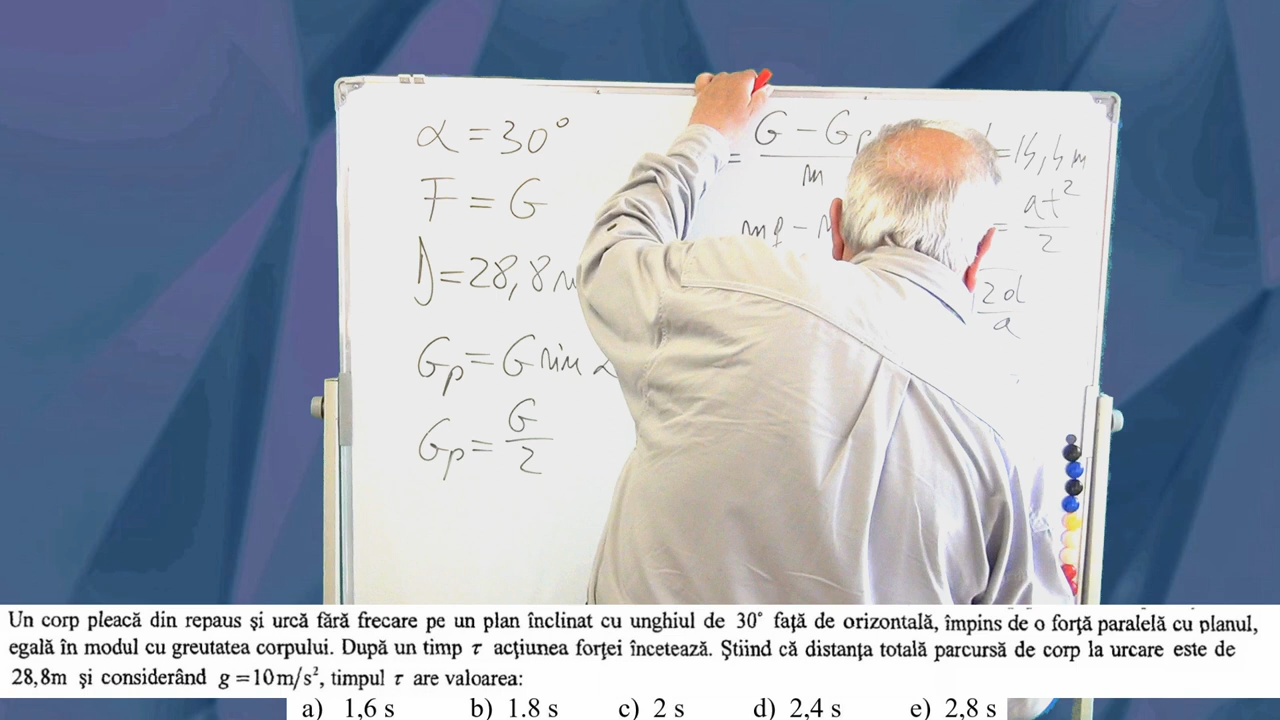 α = 30°
F = G
D = 28,8
Gp = G sin α
Gp = G/2
= G - Gp / m
mg -
= 14,4 m
= at²/2
2d/a
Un corp pleacă din repaus şi urcă fără frecare pe un plan înclinat cu unghiul de 30° faţă de orizontală, împins de o forţă paralelă cu planul,
egală în modul cu greutatea corpului. După un timp τ acţiunea forţei încetează. Ştiind că distanţa totală parcursă de corp la urcare este de
28,8m şi considerând g = 10 m/s², timpul τ are valoarea:
a) 1,6 s b) 1.8 s c) 2 s d) 2,4 s e) 2,8 s